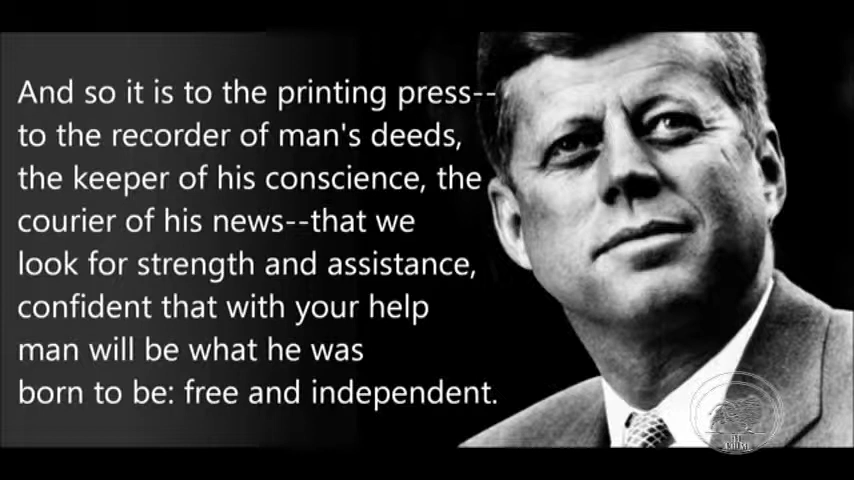 And so it is to the printing press--
to the recorder of man's deeds,
the keeper of his conscience, the
courier of his news--that we
look for strength and assistance,
confident that with your help
man will be what he was
born to be: free and independent.